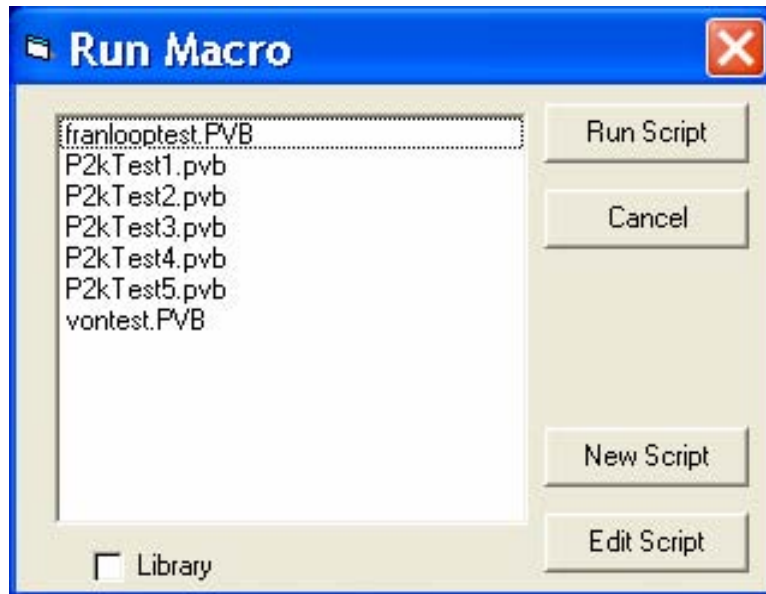 Run Macro
franlooptest.PVB
P2kTest1.pvb
P2kTest2.pvb
P2kTest3.pvb
P2kTest4.pvb
P2kTest5.pvb
vontest.PVB
Run Script
Cancel
New Script
Edit Script
Library